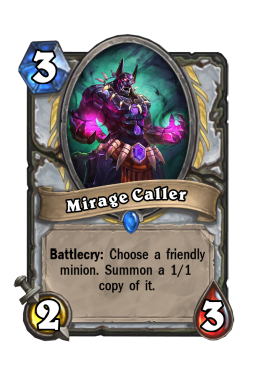 3
Mirage Caller
Battlecry: Choose a friendly
minion. Summon a 1/1
copy of it.
2
3